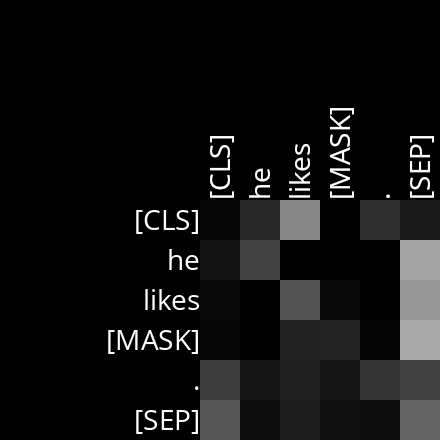 [CLS]
he
likes
[MASK]
.
[SEP]
[CLS]
he
likes
[MASK]
.
[SEP]